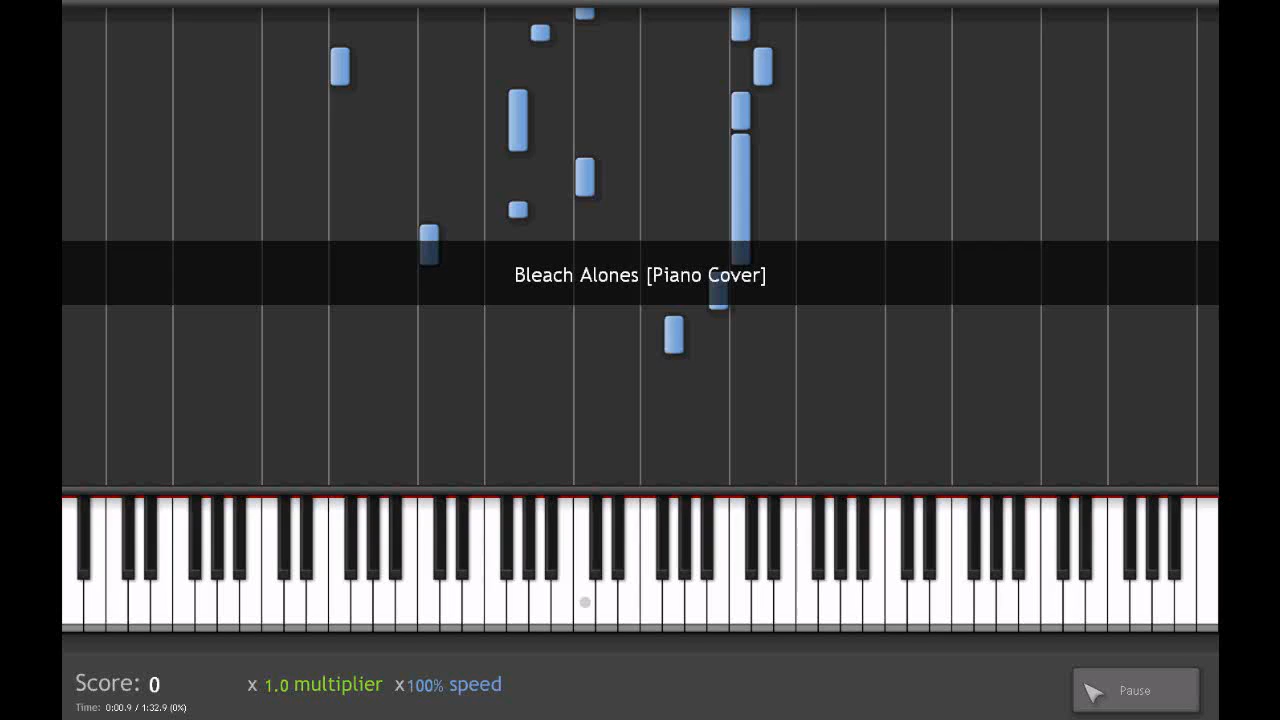 Bleach Alones [Piano Cover]
Score: 0 x 1.0 multiplier x100% speed
Time: 0:00.9 / 1:32.9 (0%)
Pause